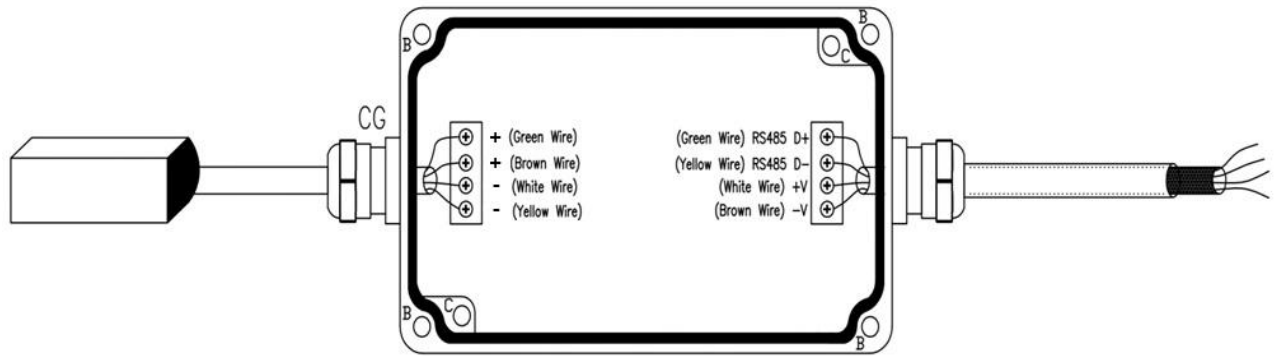 B
B
C
CG
+ (Green Wire)
+ (Brown Wire)
- (White Wire)
- (Yellow Wire)
(Green Wire) RS485 D+
(Yellow Wire) RS485 D-
(White Wire) +V
(Brown Wire) -V
C
B
B